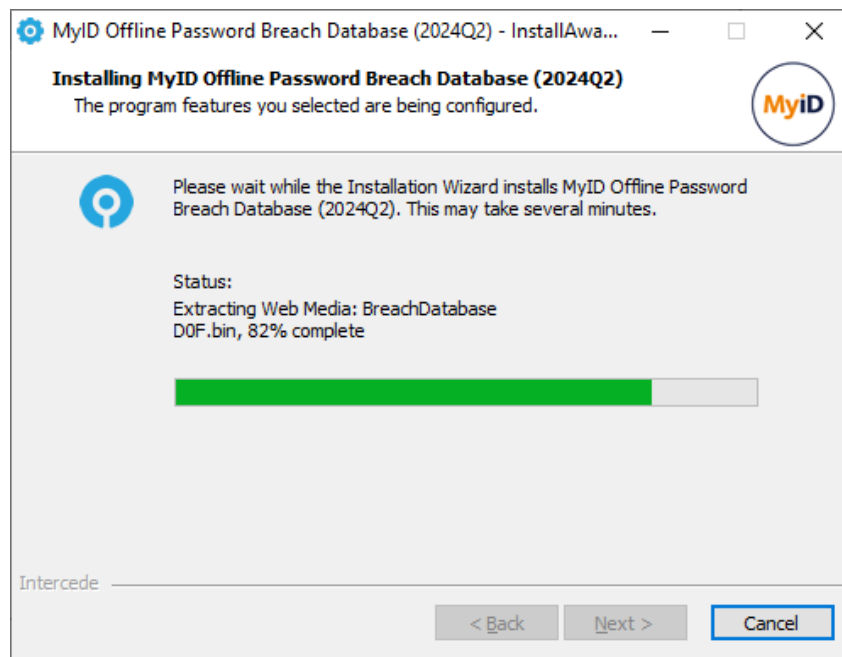 MyID Offline Password Breach Database (2024Q2) - InstallAwa...
Installing MyID Offline Password Breach Database (2024Q2)
The program features you selected are being configured.
MyiD
Please wait while the Installation Wizard installs MyID Offline Password
Breach Database (2024Q2). This may take several minutes.
Status:
Extracting Web Media: BreachDatabase
D0F.bin, 82% complete
Intercede
< Back
Next >
Cancel